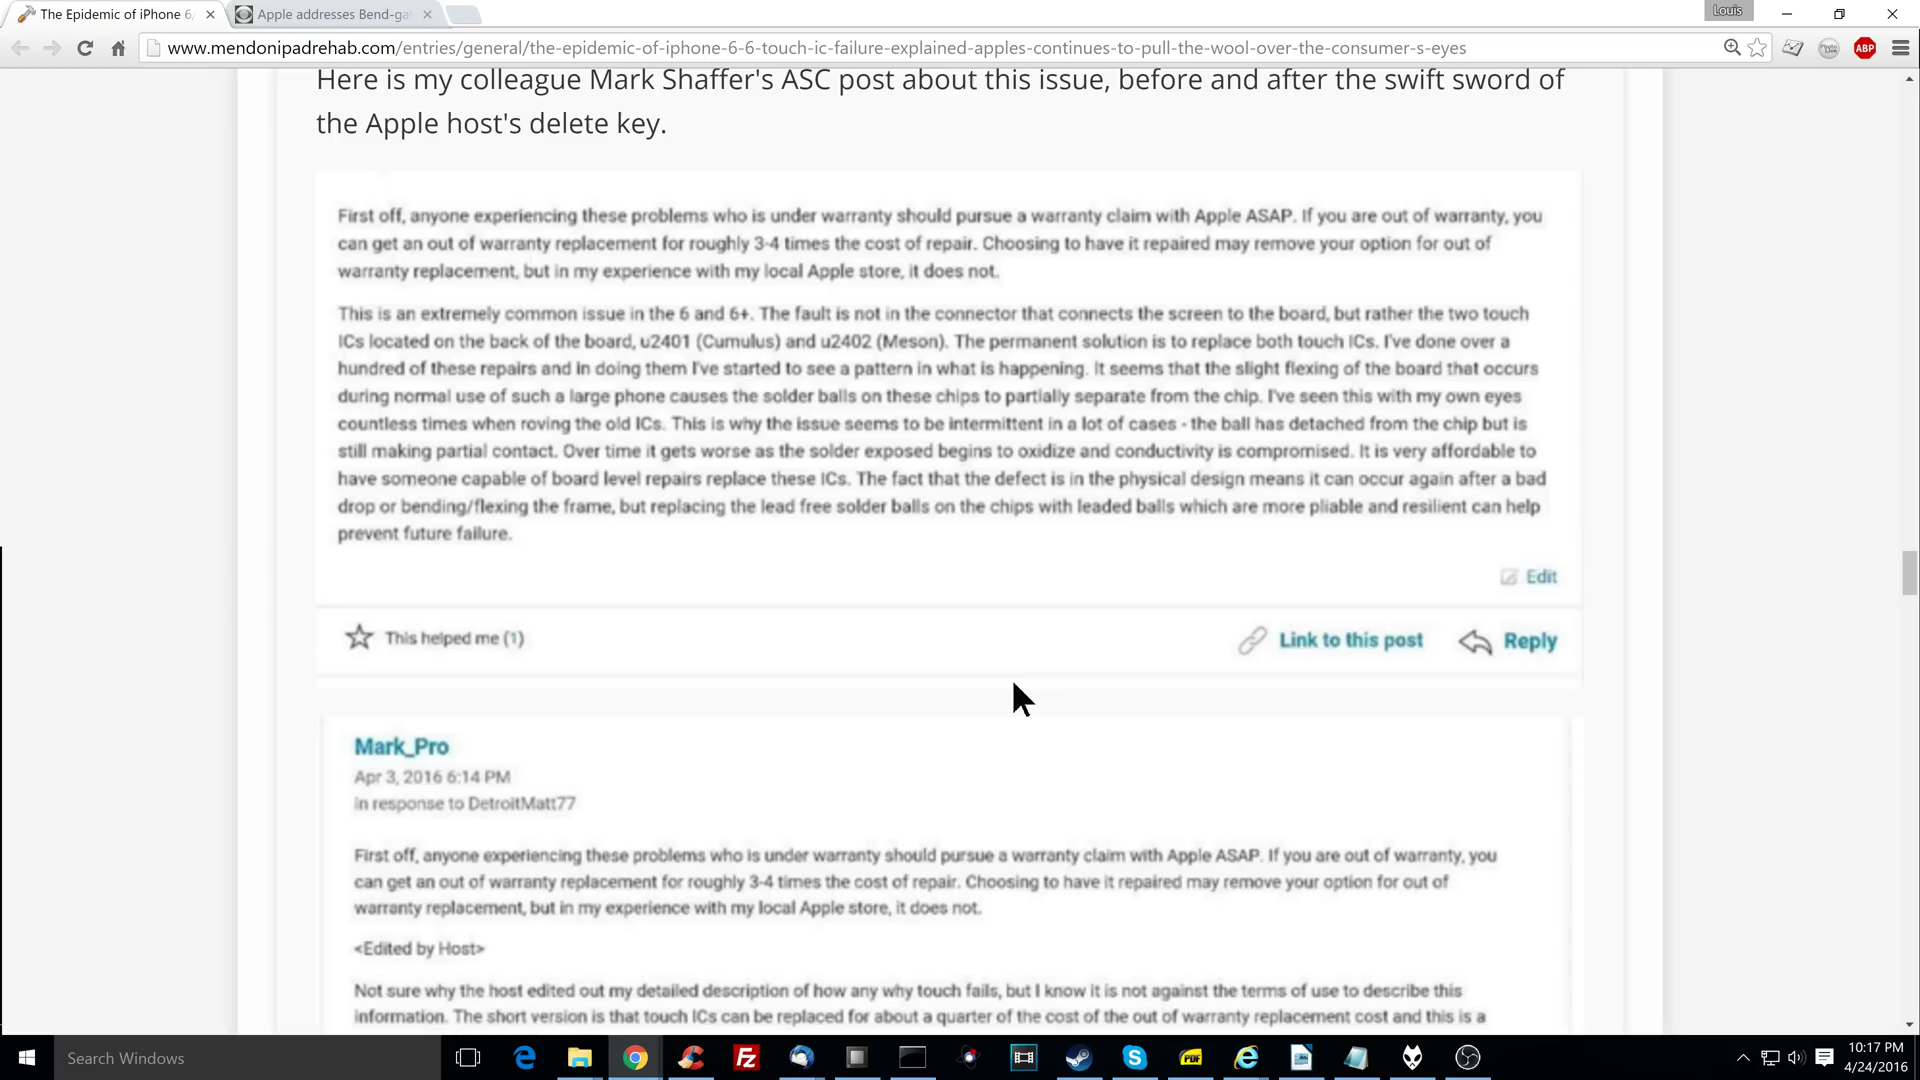 The Epidemic of iPhone 6,
Apple addresses Bend-ga
Louis
www.mendonipadrehab.com/entries/general/the-epidemic-of-iphone-6-6-touch-ic-failure-explained-apples-continues-to-pull-the-wool-over-the-consumer-s-eyes
ABP
Here is my colleague Mark Shaffer's ASC post about this issue, before and after the swift sword of
the Apple host's delete key.
First off, anyone experiencing these problems who is under warranty should pursue a warranty claim with Apple ASAP. If you are out of warranty, you
can get an out of warranty replacement for roughly 3-4 times the cost of repair. Choosing to have it repaired may remove your option for out of
warranty replacement, but in my experience with my local Apple store, it does not.
This is an extremely common issue in the 6 and 6+. The fault is not in the connector that connects the screen to the board, but rather the two touch
ICs located on the back of the board, u2401 (Cumulus) and u2402 (Meson). The permanent solution is to replace both touch ICs. I've done over a
hundred of these repairs and in doing them I've started to see a pattern in what is happening. It seems that the slight flexing of the board that occurs
during normal use of such a large phone causes the solder balls on these chips to partially separate from the chip. I've seen this with my own eyes
countless times when roving the old ICs. This is why the issue seems to be intermittent in a lot of cases - the ball has detached from the chip but is
still making partial contact. Over time it gets worse as the solder exposed begins to oxidize and conductivity is compromised. It is very affordable to
have someone capable of board level repairs replace these ICs. The fact that the defect is in the physical design means it can occur again after a bad
drop or bending/flexing the frame, but replacing the lead free solder balls on the chips with leaded balls which are more pliable and resilient can help
prevent future failure.
Edit
This helped me (1)
Link to this post
Reply
Mark_Pro
Apr 3, 2016 6:14 PM
in response to DetroitMatt77
First off, anyone experiencing these problems who is under warranty should pursue a warranty claim with Apple ASAP. If you are out of warranty, you
can get an out of warranty replacement for roughly 3-4 times the cost of repair. Choosing to have it repaired may remove your option for out of
warranty replacement, but in my experience with my local Apple store, it does not.
<Edited by Host>
Not sure why the host edited out my detailed description of how any why touch fails, but I know it is not against the terms of use to describe this
information. The short version is that touch ICs can be replaced for about a quarter of the cost of the out of warranty replacement cost and this is a
Search Windows
FZ
PDF
10:17 PM
4/24/2016